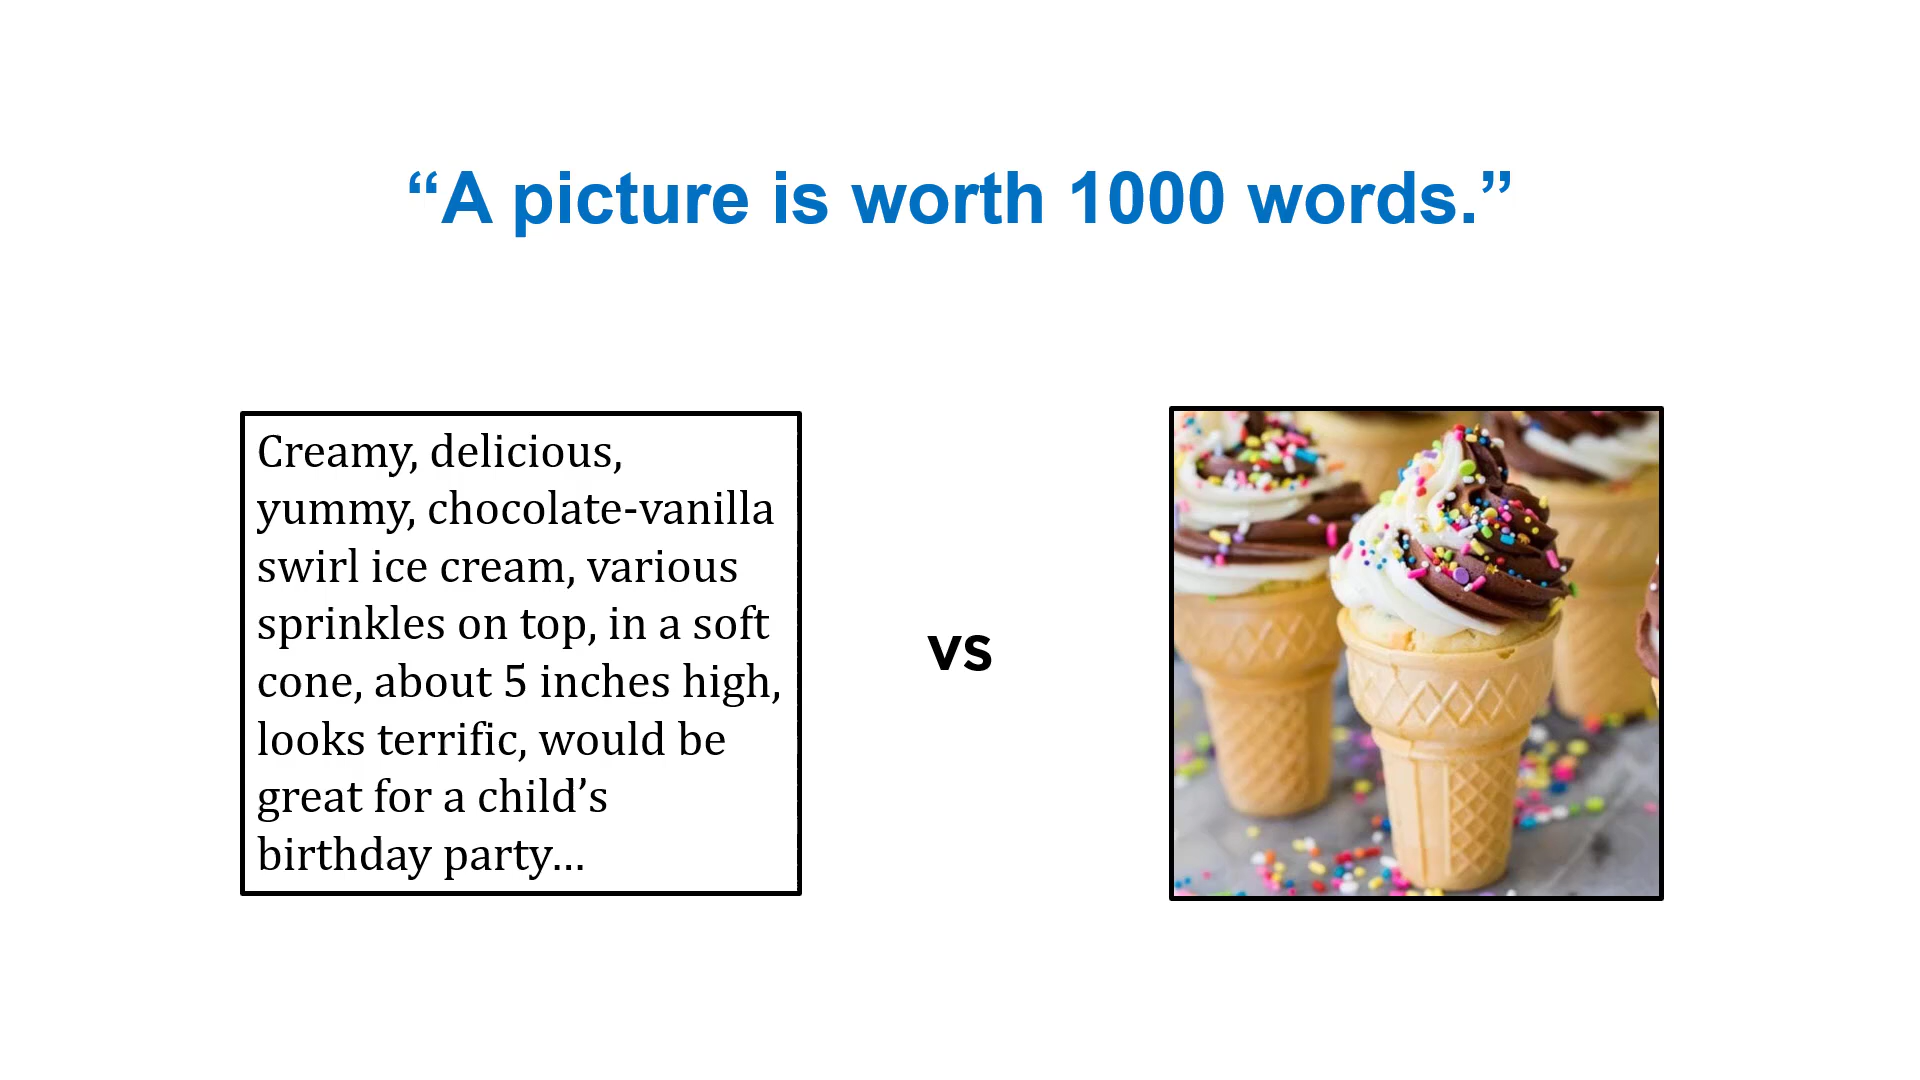 “A picture is worth 1000 words.”
Creamy, delicious,
yummy, chocolate-vanilla
swirl ice cream, various
sprinkles on top, in a soft
cone, about 5 inches high,
looks terrific, would be
great for a child’s
birthday party…
vs